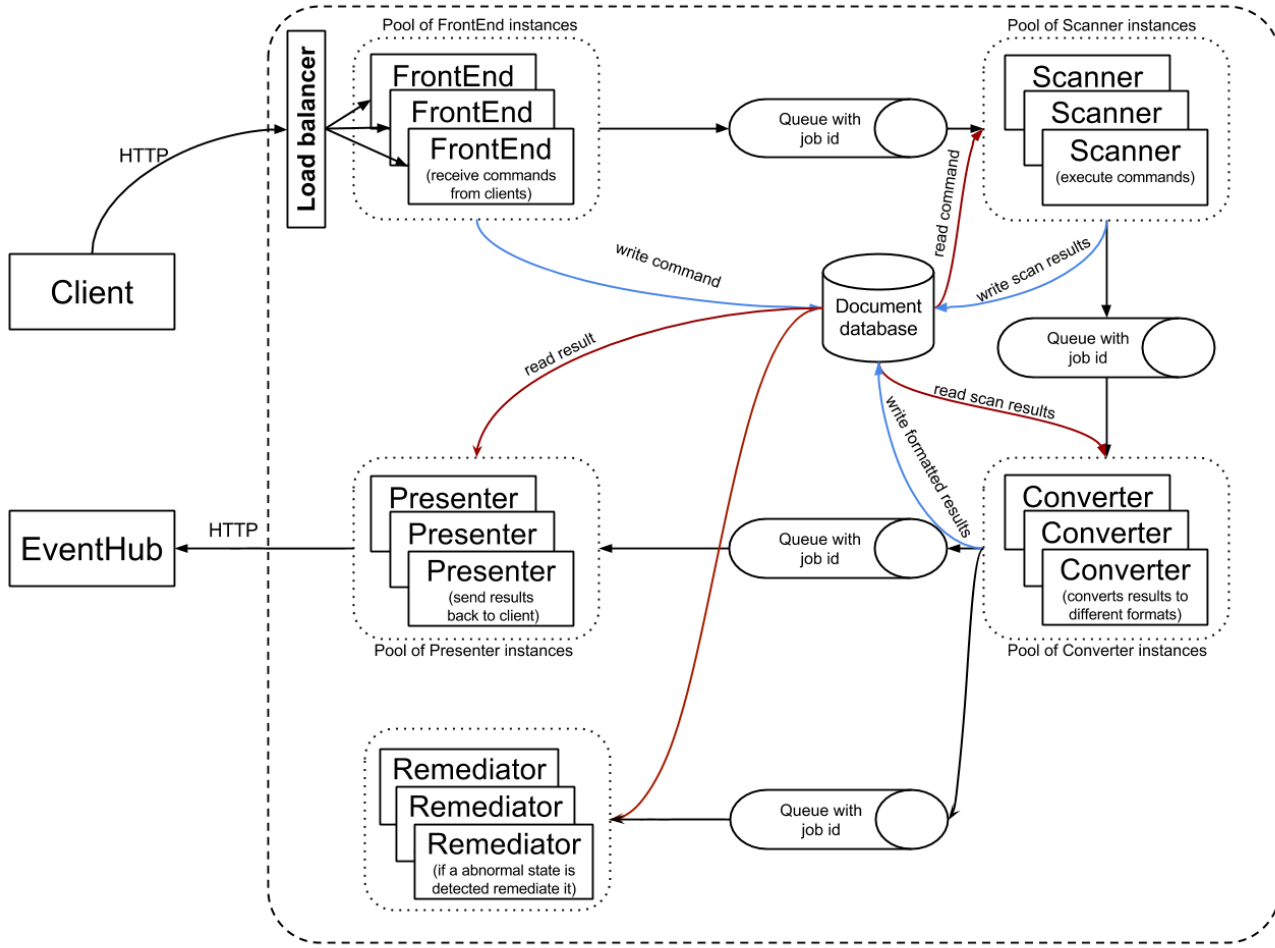 Pool of FrontEnd instances
Pool of Scanner instances
Load balancer
FrontEnd
FrontEnd
FrontEnd
(receive commands
from clients)
Queue with
job id
Scanner
Scanner
Scanner
(execute commands)
HTTP
Client
write command
read command
write scan results
Document
database
Queue with
job id
read result
read scan results
write formatted results
EventHub
HTTP
Presenter
Presenter
Presenter
(send results
back to client)
Pool of Presenter instances
Queue with
job id
Converter
Converter
Converter
(converts results to
different formats)
Pool of Converter instances
Remediator
Remediator
Remediator
(if a abnormal state is
detected remediate it)
Queue with
job id